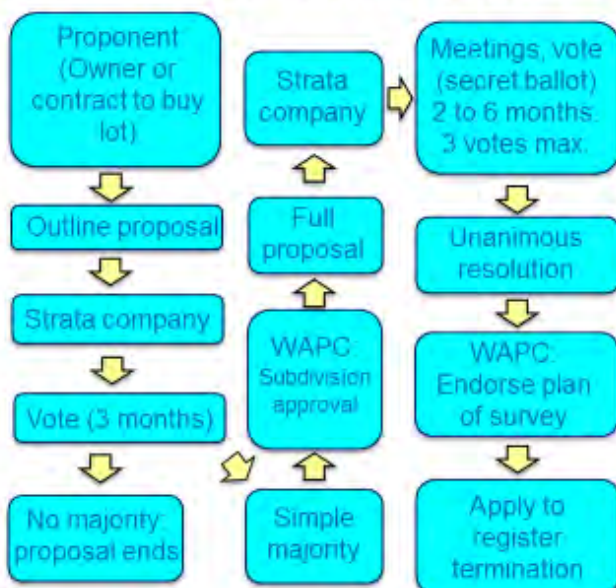 Proponent
(Owner or
contract to buy
lot)
Outline proposal
Strata company
Vote (3 months)
No majority:
proposal ends
Simple
majority
WAPC:
Subdivision
approval
Full
proposal
Strata
company
Meetings, vote
(secret ballot)
2 to 6 months.
3 votes max.
Unanimous
resolution
WAPC:
Endorse plan
of survey
Apply to
register
termination